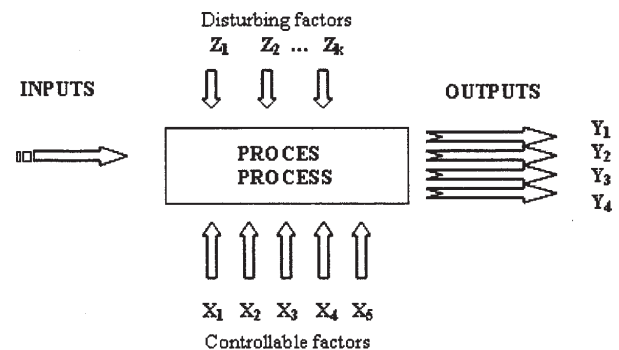 Disturbing factors
Z1 Z2 ... Zk
INPUTS
OUTPUTS
PROCES
PROCESS
Y1
Y2
Y3
Y4
X1 X2 X3 X4 X5
Controllable factors